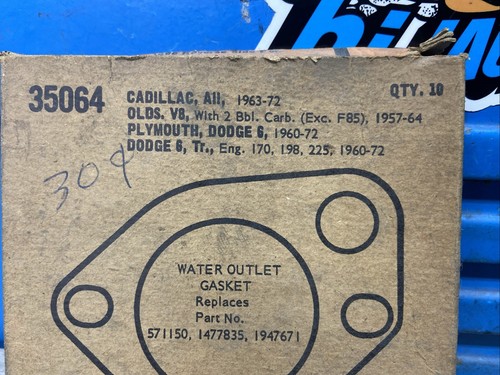 35064
CADILLAC, All, 1963-72
QTY. 10
OLDS. V8, With 2 Bbl. Carb. (Exc. F85), 1957-64
PLYMOUTH, DODGE 6, 1960-72
DODGE 6, Tr., Eng. 170, 198, 225, 1960-72
30¢
WATER OUTLET
GASKET
Replaces
Part No.
571150, 1477835, 1947671